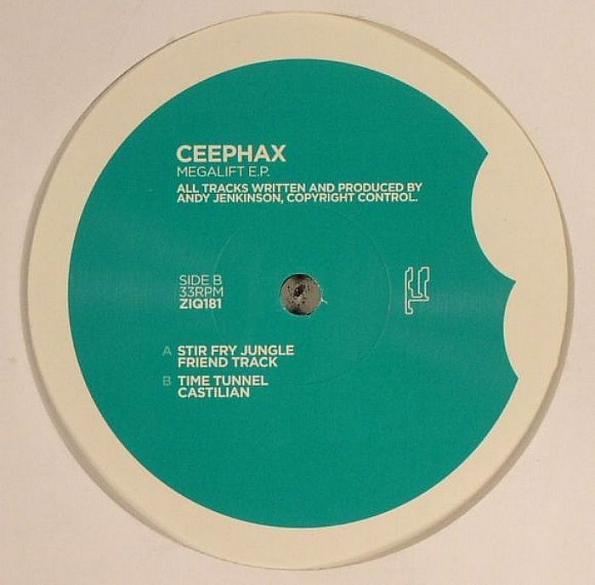 CEEPHAX
MEGALIFT E.P.
ALL TRACKS WRITTEN AND PRODUCED BY
ANDY JENKINSON, COPYRIGHT CONTROL.
SIDE B
33RPM
ZIQ181
A STIR FRY JUNGLE
FRIEND TRACK
B TIME TUNNEL
CASTILIAN